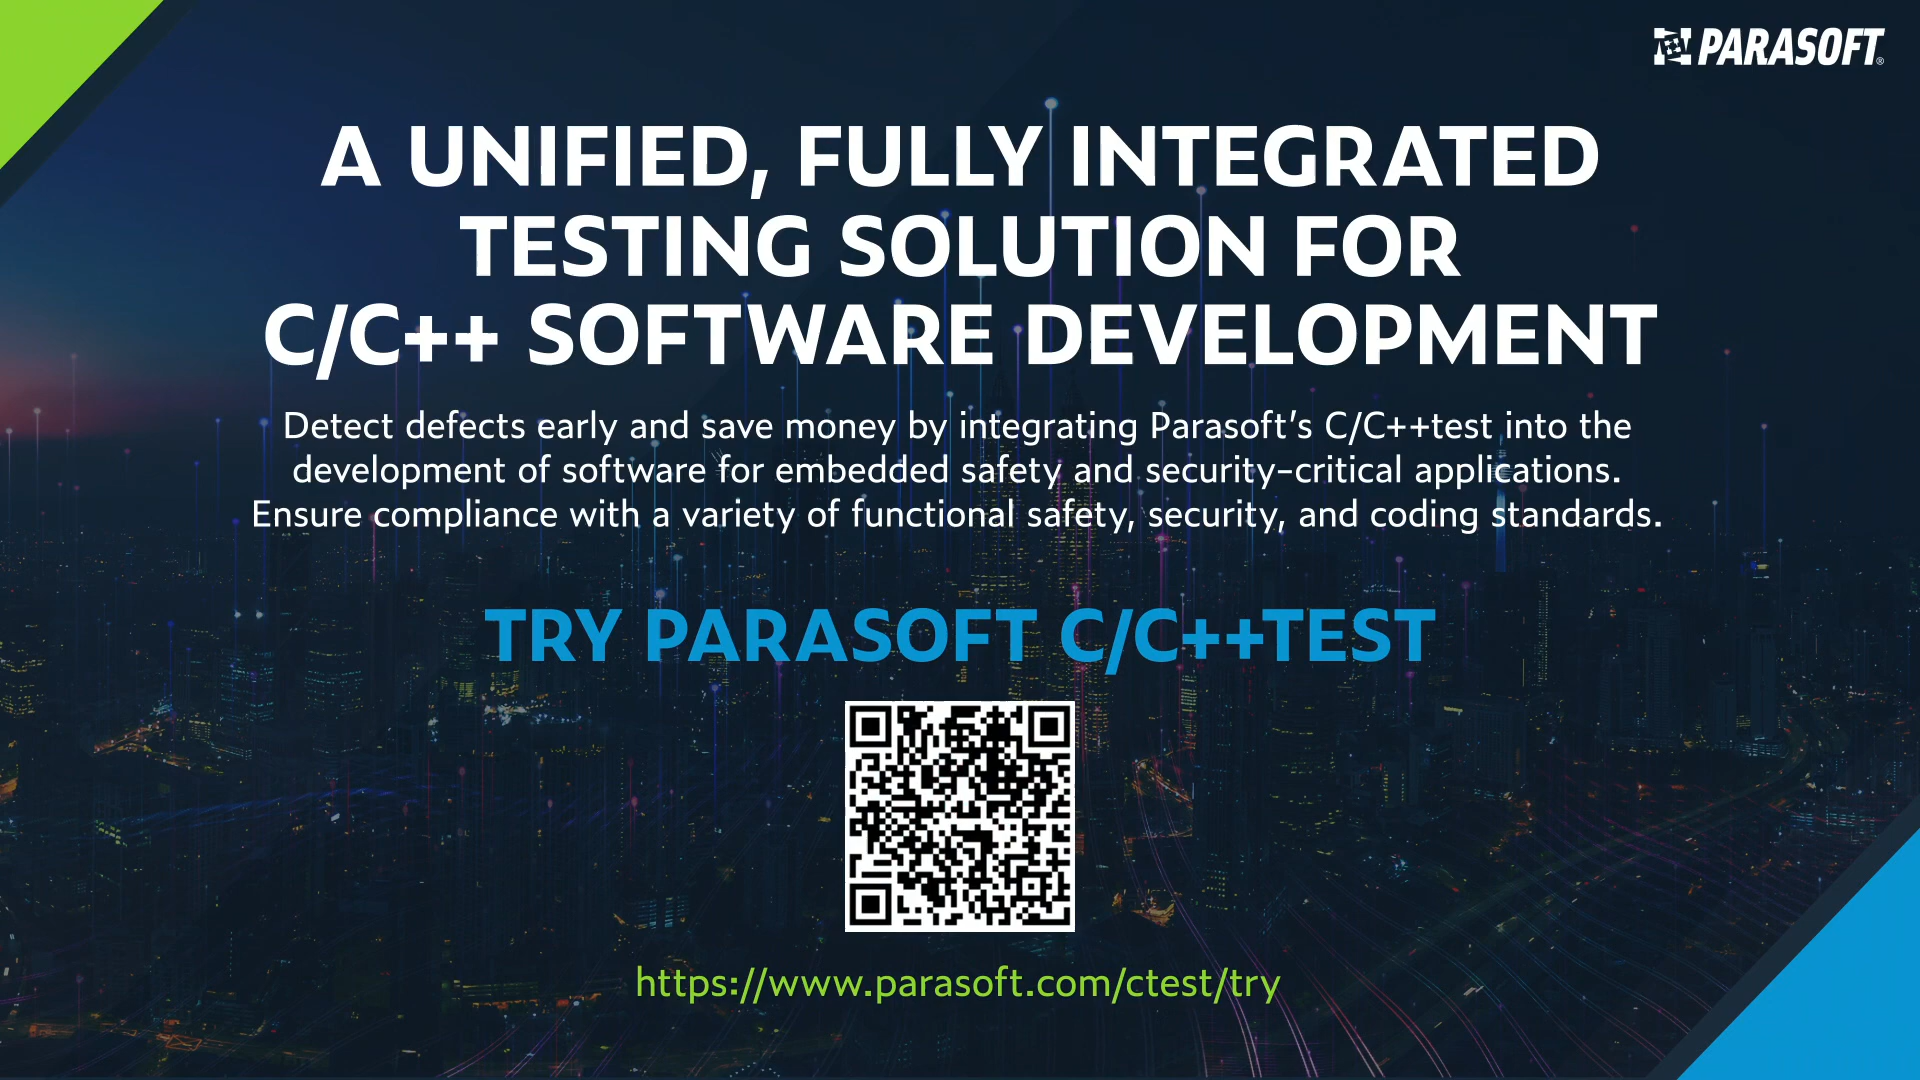 PARASOFT®
A UNIFIED, FULLY INTEGRATED
TESTING SOLUTION FOR
C/C++ SOFTWARE DEVELOPMENT
Detect defects early and save money by integrating Parasoft’s C/C++test into the
development of software for embedded safety and security-critical applications.
Ensure compliance with a variety of functional safety, security, and coding standards.
TRY PARASOFT C/C++TEST
https://www.parasoft.com/ctest/try